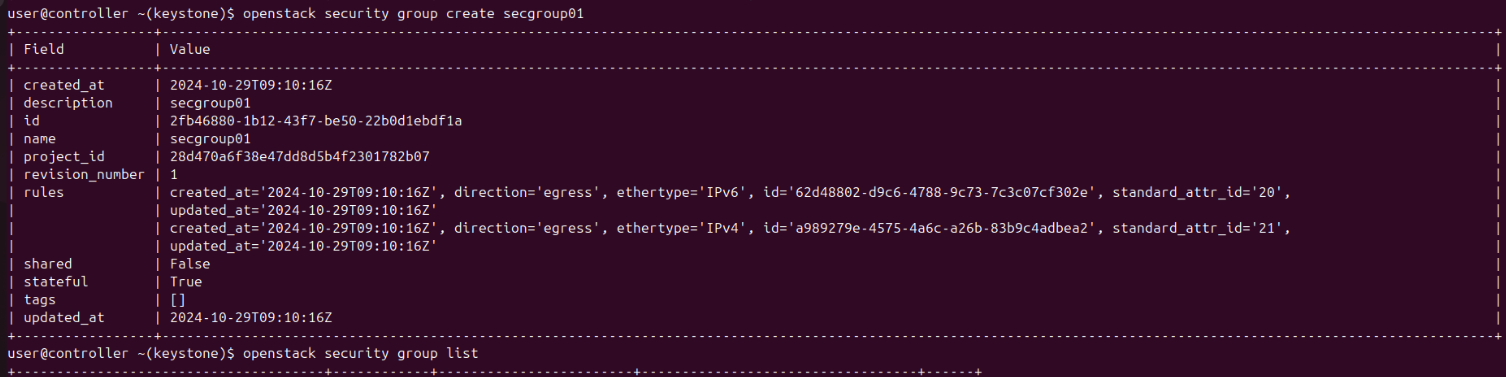 user@controller ~(keystone)$ openstack security group create secgroup01
+-----------------+--------------------------------------------------------------------------------------------------------------------------------------------------------------------+
| Field           | Value                                                                                                                                                              |
+-----------------+--------------------------------------------------------------------------------------------------------------------------------------------------------------------+
| created_at      | 2024-10-29T09:10:16Z                                                                                                                                               |
| description     | secgroup01                                                                                                                                                         |
| id              | 2fb46880-1b12-43f7-be50-22b0d1ebdf1a                                                                                                                               |
| name            | secgroup01                                                                                                                                                         |
| project_id      | 28d470a6f38e47dd8d5b4f2301782b07                                                                                                                                   |
| revision_number | 1                                                                                                                                                                  |
| rules           | created_at='2024-10-29T09:10:16Z', direction='egress', ethertype='IPv6', id='62d48802-d9c6-4788-9c73-7c3c07cf302e', standard_attr_id='20',                         |
|                 | updated_at='2024-10-29T09:10:16Z'                                                                                                                                  |
|                 | created_at='2024-10-29T09:10:16Z', direction='egress', ethertype='IPv4', id='a989279e-4575-4a6c-a26b-83b9c4adbea2', standard_attr_id='21',                         |
|                 | updated_at='2024-10-29T09:10:16Z'                                                                                                                                  |
| shared          | False                                                                                                                                                              |
| stateful        | True                                                                                                                                                               |
| tags            | []                                                                                                                                                                 |
| updated_at      | 2024-10-29T09:10:16Z                                                                                                                                               |
+-----------------+--------------------------------------------------------------------------------------------------------------------------------------------------------------------+
user@controller ~(keystone)$ openstack security group list
+--------------------------------------+------------+------------------------+----------------------------------+------+